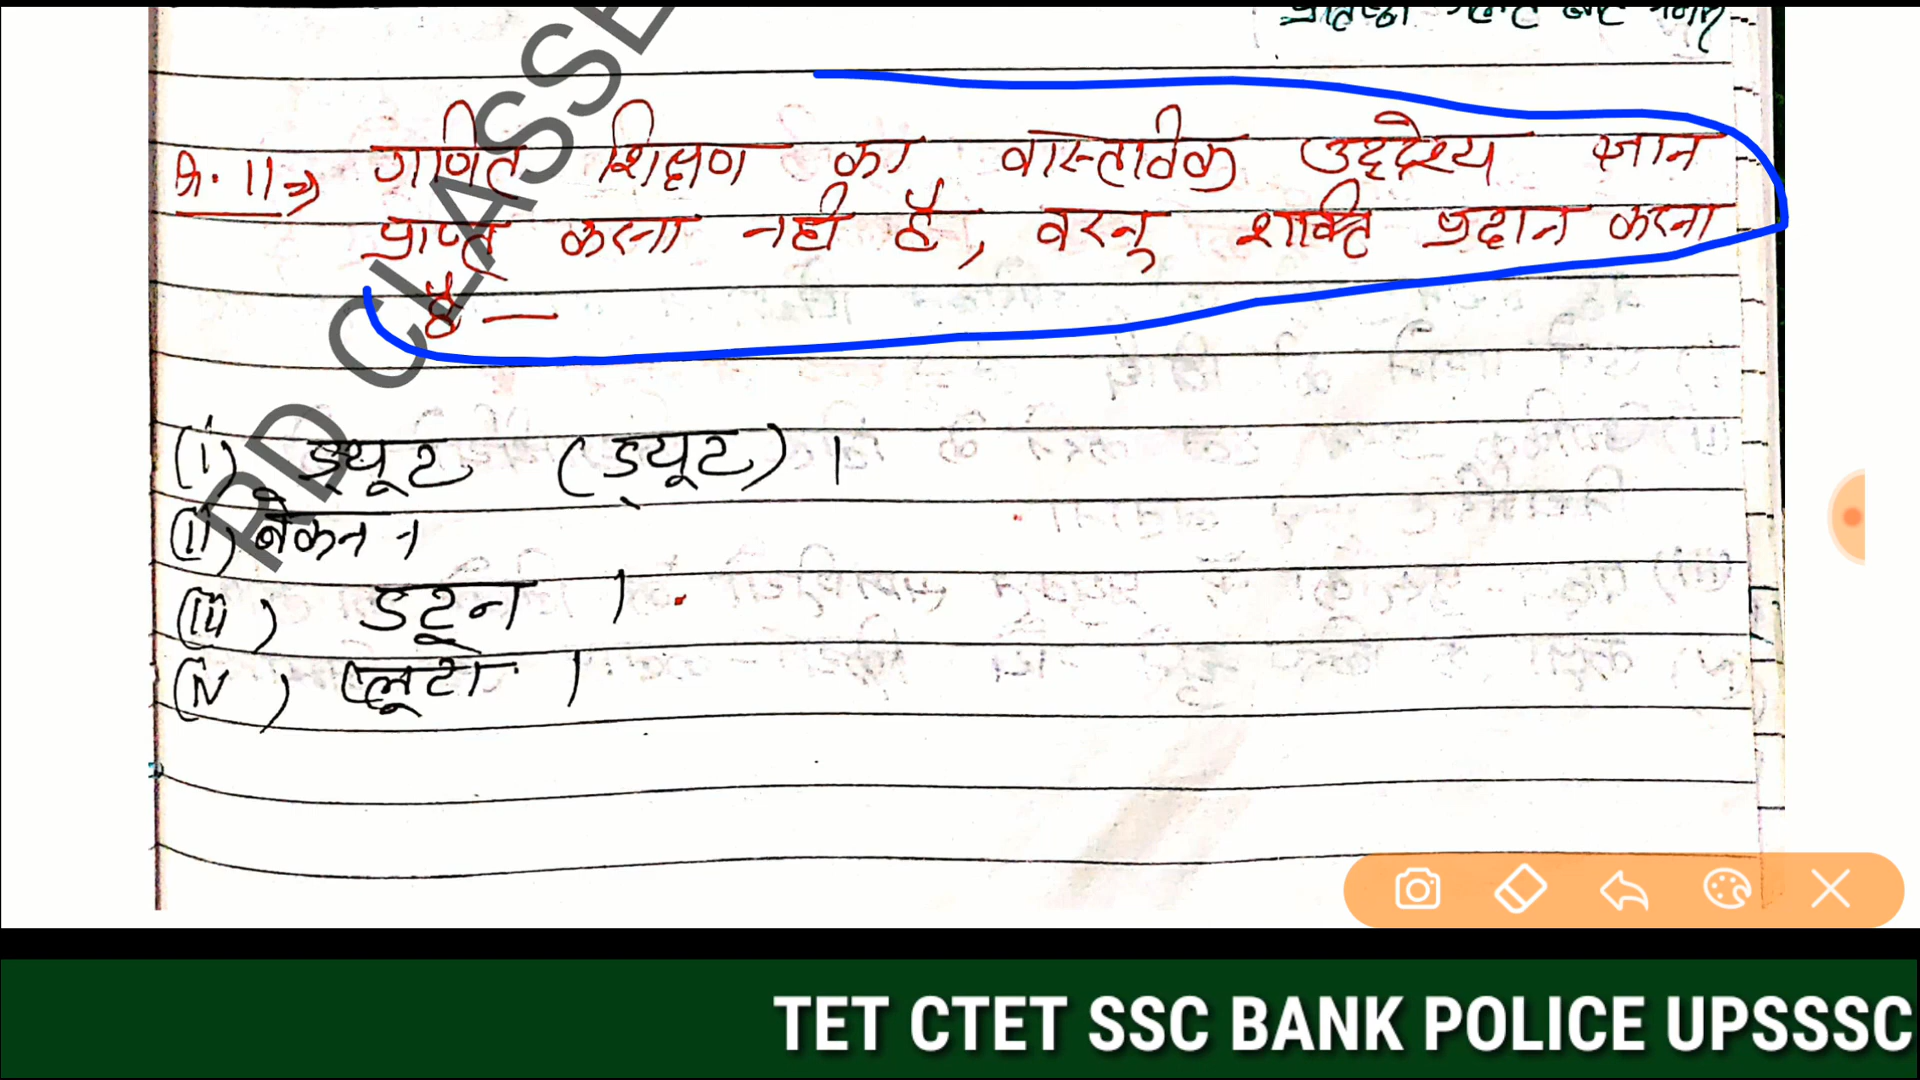 प्र. 11⇒ गणित शिक्षण का वास्तविक उद्देश्य ज्ञान
प्राप्त करना नही है, वरन् शक्ति प्रदान करना
है —
(i) ड्यूट (ड्यूट) ।
(ii) बेकन ।
(iii) डटून ।
(iv) प्लूटो ।
RD CLASSE
TET CTET SSC BANK POLICE UPSSSC